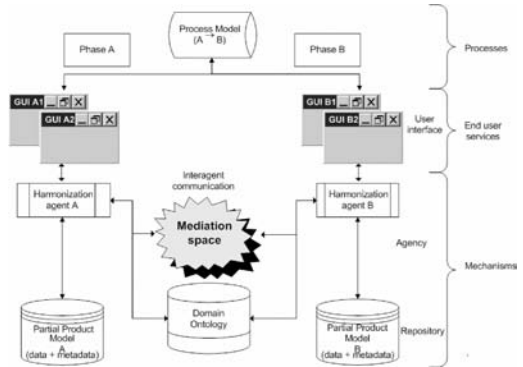 Phase A
Process Model
(A → B)
Phase B
Processes
GUI A1
GUI A2
GUI B1
GUI B2
User
interface
End user
services
Interagent
communication
Harmonization
agent A
Harmonization
agent B
Mediation
space
Agency
Mechanisms
Domain
Ontology
Partial Product
Model
A
(data + metadata)
Partial Product
Model
B
(data + metadata)
Repository